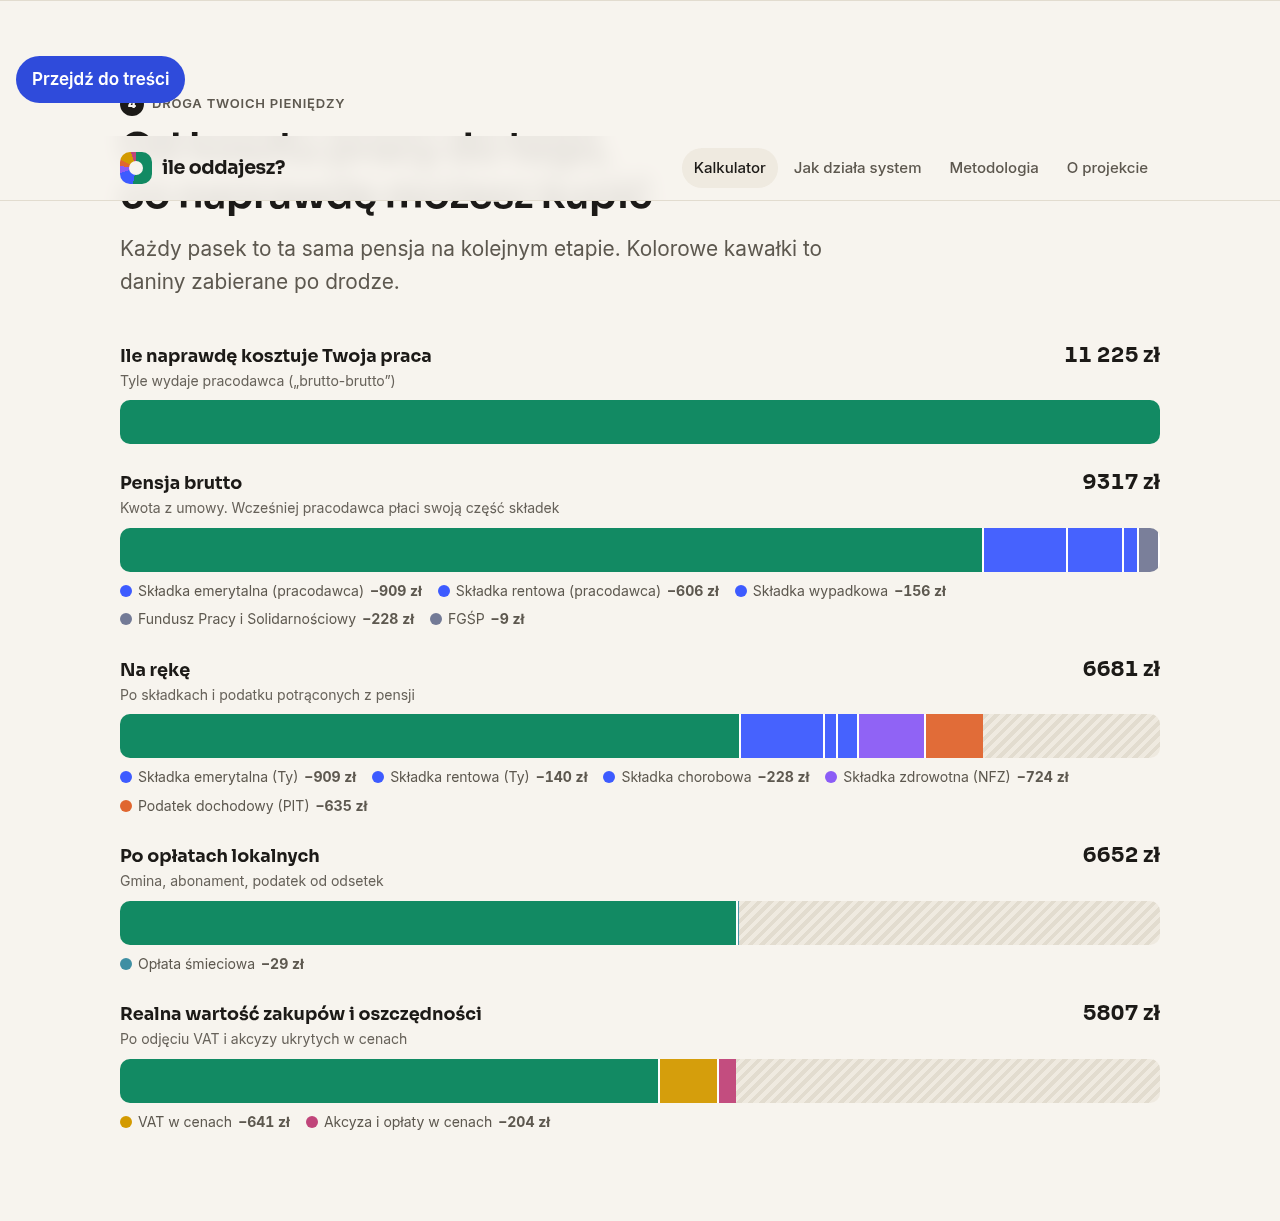 Przejdź do treści
DROGA TWOICH PIENIĘDZY
ile oddajesz?
Kalkulator
Jak działa system
Metodologia
O projekcie
co naprawdę możesz kupić
Każdy pasek to ta sama pensja na kolejnym etapie. Kolorowe kawałki to
daniny zabierane po drodze.
Ile naprawdę kosztuje Twoja praca
11 225 zł
Tyle wydaje pracodawca („brutto-brutto”)
Pensja brutto
9317 zł
Kwota z umowy. Wcześniej pracodawca płaci swoją część składek
Składka emerytalna (pracodawca) −909 zł Składka rentowa (pracodawca) −606 zł Składka wypadkowa −156 zł
Fundusz Pracy i Solidarnościowy −228 zł FGŚP −9 zł
Na rękę
6681 zł
Po składkach i podatku potrąconych z pensji
Składka emerytalna (Ty) −909 zł Składka rentowa (Ty) −140 zł Składka chorobowa −228 zł Składka zdrowotna (NFZ) −724 zł
Podatek dochodowy (PIT) −635 zł
Po opłatach lokalnych
6652 zł
Gmina, abonament, podatek od odsetek
Opłata śmieciowa −29 zł
Realna wartość zakupów i oszczędności
5807 zł
Po odjęciu VAT i akcyzy ukrytych w cenach
VAT w cenach −641 zł Akcyza i opłaty w cenach −204 zł